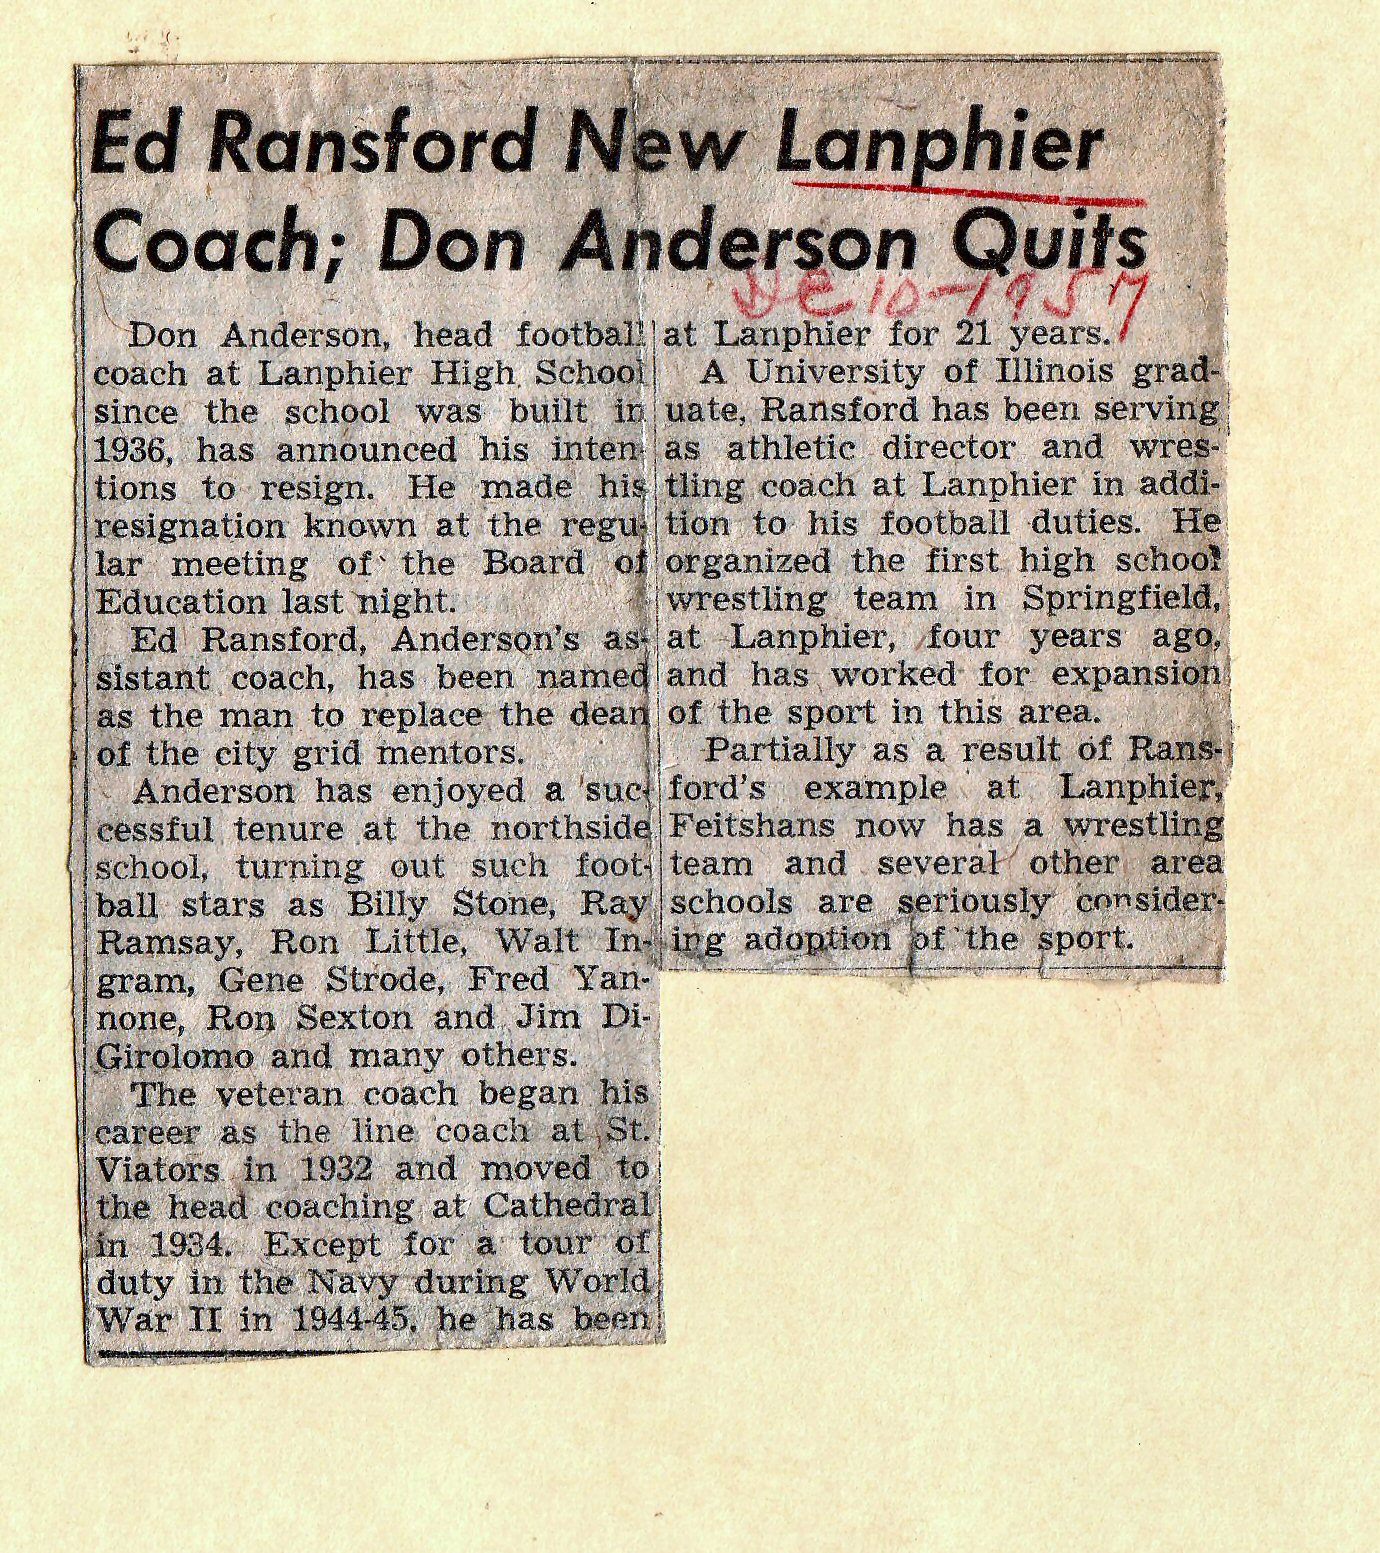 Ed Ransford New Lanphier
Coach; Don Anderson Quits
Dec 10-1957
Don Anderson, head football
coach at Lanphier High School
since the school was built in
1936, has announced his inten-
tions to resign. He made his
resignation known at the regu-
lar meeting of the Board of
Education last night.
Ed Ransford, Anderson's as-
sistant coach, has been named
as the man to replace the dean
of the city grid mentors.
Anderson has enjoyed a suc-
cessful tenure at the northside
school, turning out such foot-
ball stars as Billy Stone, Ray
Ramsay, Ron Little, Walt In-
gram, Gene Strode, Fred Yan-
none, Ron Sexton and Jim Di-
Girolomo and many others.
The veteran coach began his
career as the line coach at St.
Viators in 1932 and moved to
the head coaching at Cathedral
in 1934. Except for a tour of
duty in the Navy during World
War II in 1944-45, he has been
at Lanphier for 21 years.
A University of Illinois grad-
uate, Ransford has been serving
as athletic director and wres-
tling coach at Lanphier in addi-
tion to his football duties. He
organized the first high school
wrestling team in Springfield,
at Lanphier, four years ago,
and has worked for expansion
of the sport in this area.
Partially as a result of Rans-
ford's example at Lanphier,
Feitshans now has a wrestling
team and several other area
schools are seriously consider-
ing adoption of the sport.